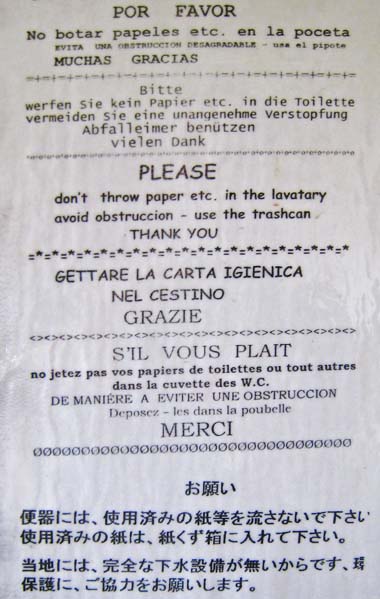 POR FAVOR
No botar papeles etc. en la poceta
EVITA UNA OBSTRUCCION DESAGRADABLE - usa el pipote
MUCHAS GRACIAS
Bitte
werfen Sie kein Papier etc. in die Toilette
vermeiden Sie eine unangenehme Verstopfung
Abfalleimer benützen
vielen Dank
PLEASE
don't throw paper etc. in the lavatary
avoid obstruccion - use the trashcan
THANK YOU
=*=*=*=*=*=*=*=*=*=*=*=*=*=*=*=*=*=*=*
GETTARE LA CARTA IGIENICA
NEL CESTINO
GRAZIE
<><><><><><><><><><><><><><><><><><><>
S'IL VOUS PLAIT
no jetez pas vos papiers de toilettes ou tout autres
dans la cuvette des W.C.
DE MANIÈRE A EVITER UNE OBSTRUCCION
Deposez - les dans la poubelle
MERCI
ØØØØØØØØØØØØØØØØØØØØØØØØØØØØØØØØØ
お願い
便器には、使用済みの紙等を流さないで下さい
使用済みの紙は、紙くず箱に入れて下さい。
当地には、完全な下水設備が無いからです、環
保護に、ご協力をお願いします。